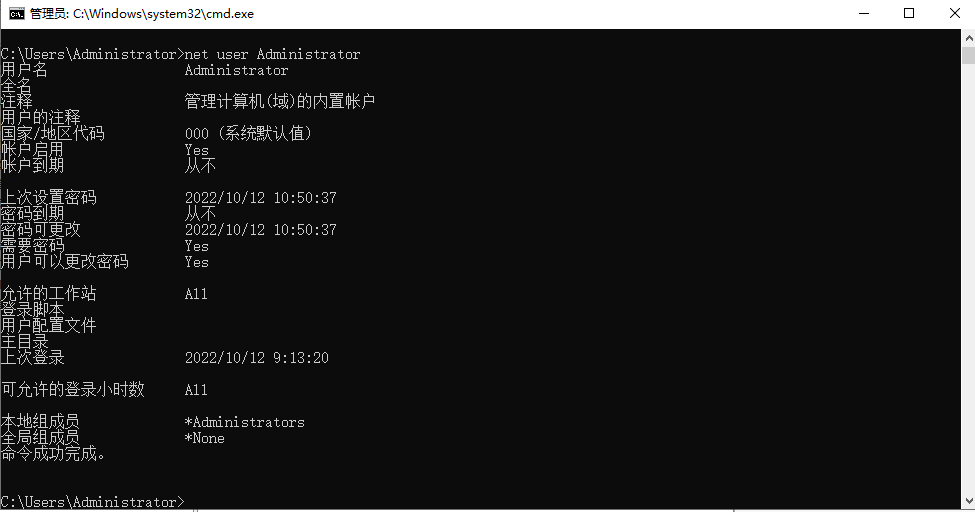 管理员: C:\Windows\system32\cmd.exe
C:\Users\Administrator>net user Administrator
用户名 Administrator
全名
注释 管理计算机(域)的内置帐户
用户的注释
国家/地区代码 000 (系统默认值)
帐户启用 Yes
帐户到期 从不
上次设置密码 2022/10/12 10:50:37
密码到期 从不
密码可更改 2022/10/12 10:50:37
需要密码 Yes
用户可以更改密码 Yes
允许的工作站 All
登录脚本
用户配置文件
主目录
上次登录 2022/10/12 9:13:20
可允许的登录小时数 All
本地组成员 *Administrators
全局组成员 *None
命令成功完成。
C:\Users\Administrator>